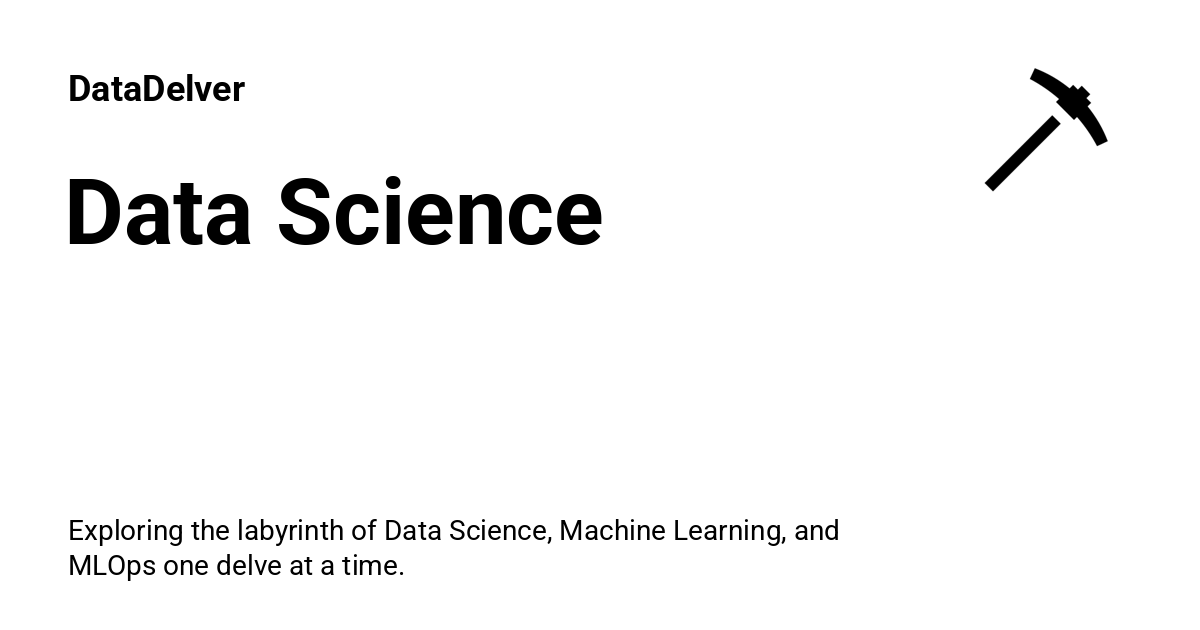 DataDelver
Data Science
Exploring the labyrinth of Data Science, Machine Learning, and
MLOps one delve at a time.